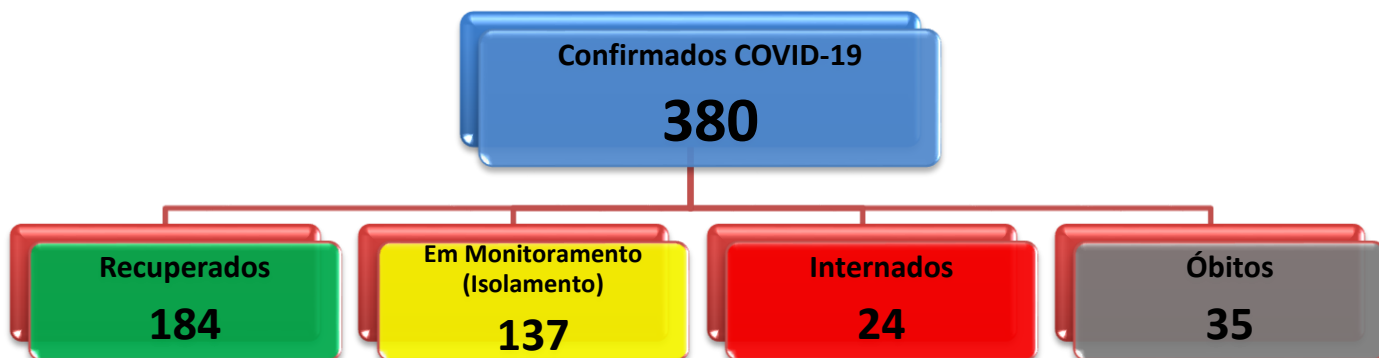 Confirmados COVID-19
380
Recuperados
184
Em Monitoramento
(Isolamento)
137
Internados
24
Óbitos
35